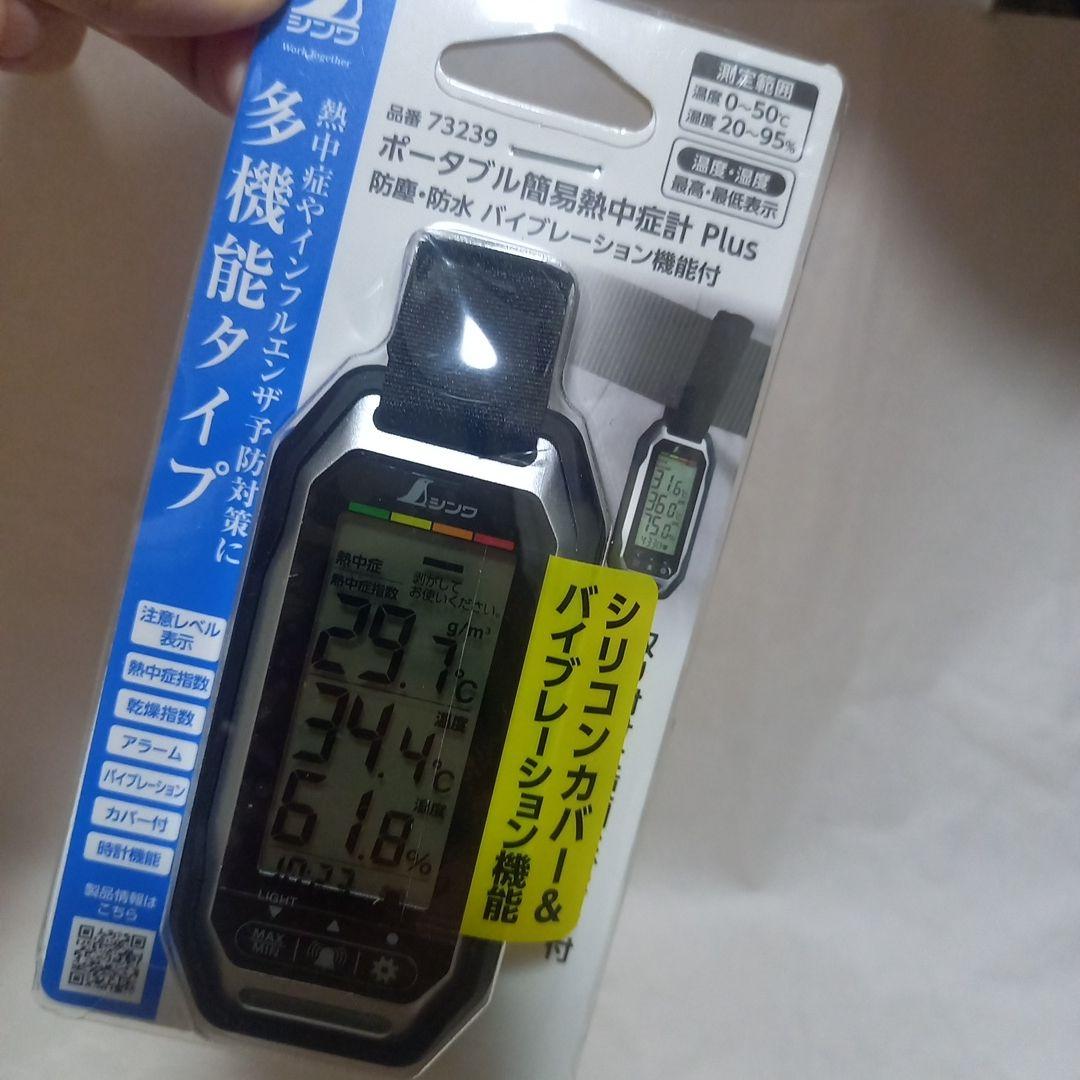 シンワ
Work Together
熱中症やインフルエンザ予防対策に
多機能タイプ
注意レベル
表示
熱中症指数
乾燥指数
アラーム
バイブレーション
カバー付
時計機能
製品情報は
こちら
品番 73239
ポータブル簡易熱中症計 Plus
防塵・防水 バイブレーション機能付
測定範囲
温度 0~50℃
湿度 20~95%
温度・湿度
最高・最低表示
シンワ
熱中症
熱中症指数
剥がして
お使いください。
g/m³
29.7℃
温度
34.4℃
湿度
61.8%
LIGHT
MAX
MIN
31.6℃
36.0
75.0
シリコンカバー&
バイブレーション機能
付